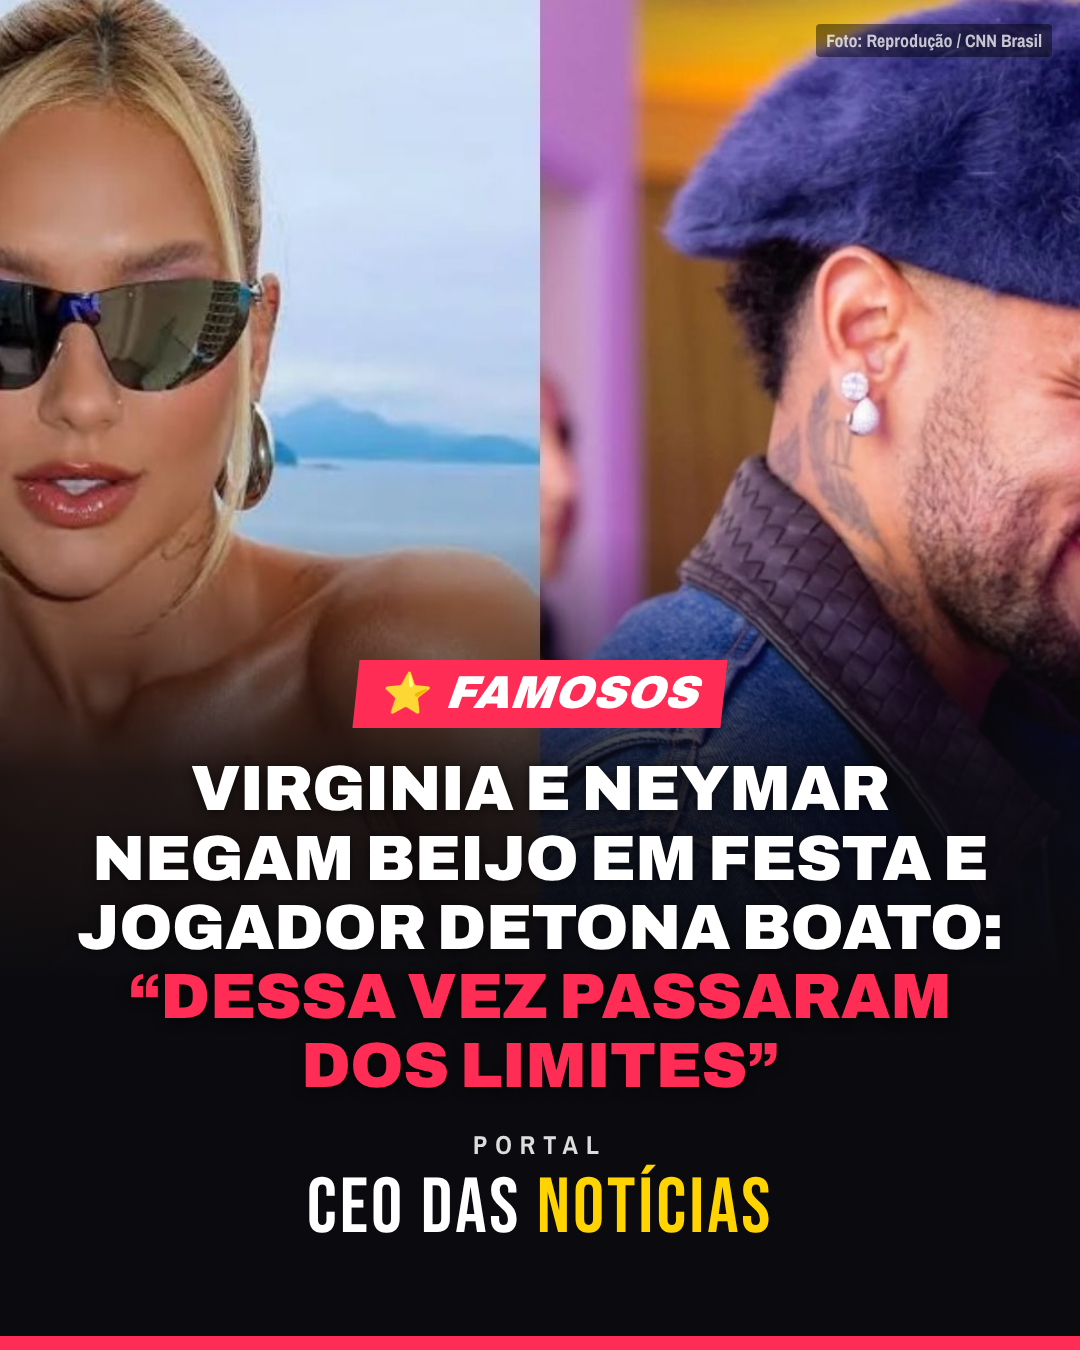 Foto: Reprodução / CNN Brasil
FAMOSOS
VIRGINIA E NEYMAR
NEGAM BEIJO EM FESTA E
JOGADOR DETONA BOATO:
“DESSA VEZ PASSARAM
DOS LIMITES”
PORTAL
CEO DAS NOTÍCIAS